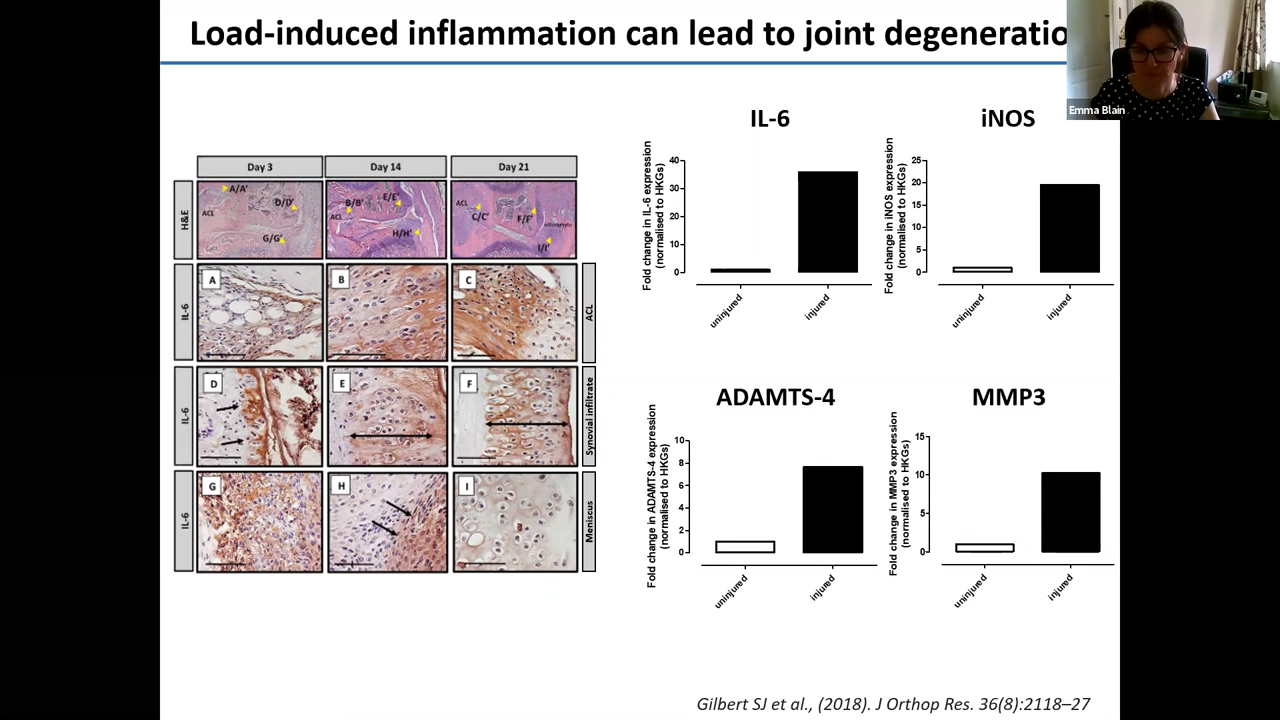 Load-induced inflammation can lead to joint degeneratio
Emma Blain
Day 3
Day 14
Day 21
H&E
A/A'
D/D'
ACL
G/G'
B/B'
E/E'
ACL
H/H'
ACL
C/C'
F/F'
I/I'
IL-6
A
B
C
ACL
IL-6
D
E
F
Synovial infiltrate
IL-6
G
H
I
Meniscus
IL-6
Fold change in IL-6 expression
(normalised to HKGs)
40
30
20
10
0
uninjured
injured
iNOS
Fold change in iNOS expression
(normalised to HKGs)
25
20
15
10
5
0
uninjured
injured
ADAMTS-4
Fold change in ADAMTS-4 expression
(normalised to HKGs)
10
8
6
4
2
0
uninjured
injured
MMP3
Fold change in MMP3 expression
(normalised to HKGs)
15
10
5
0
uninjured
injured
Gilbert SJ et al., (2018). J Orthop Res. 36(8):2118–27